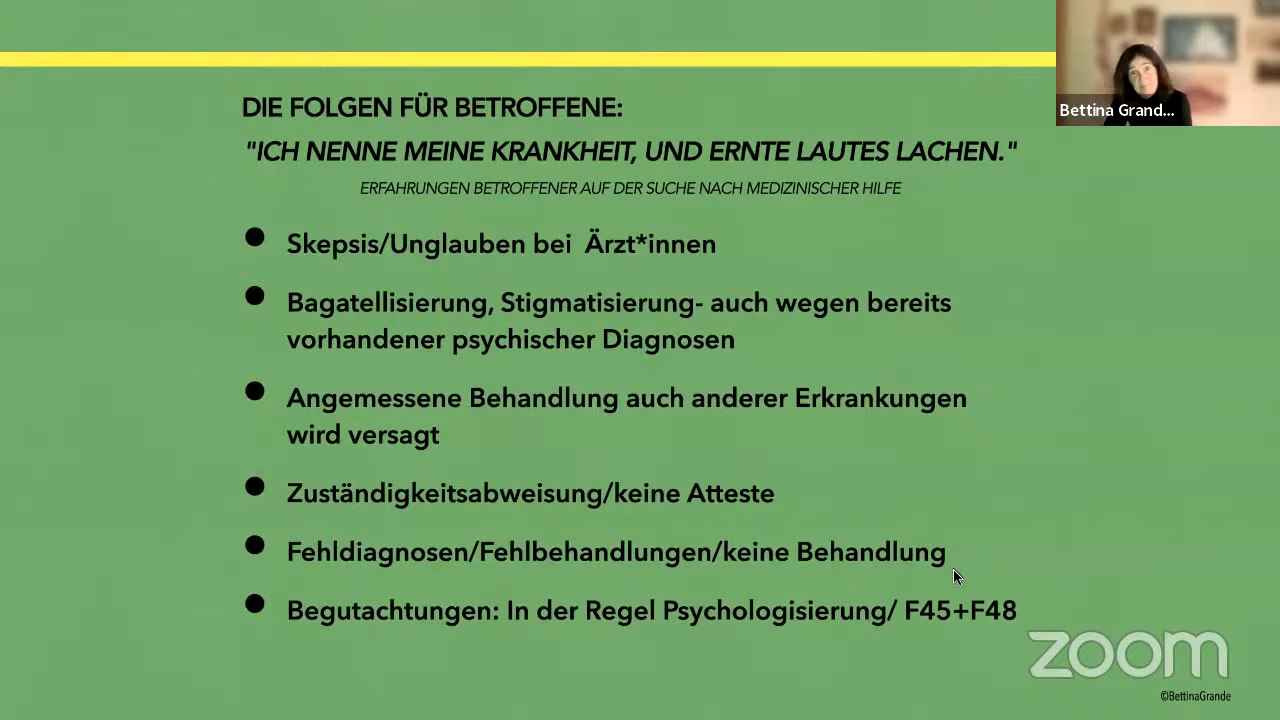 Bettina Grand...
DIE FOLGEN FÜR BETROFFENE:
"ICH NENNE MEINE KRANKHEIT, UND ERNTE LAUTES LACHEN."
ERFAHRUNGEN BETROFFENER AUF DER SUCHE NACH MEDIZINISCHER HILFE
● Skepsis/Unglauben bei  Ärzt*innen
● Bagatellisierung, Stigmatisierung- auch wegen bereits
vorhandener psychischer Diagnosen
● Angemessene Behandlung auch anderer Erkrankungen
wird versagt
● Zuständigkeitsabweisung/keine Atteste
● Fehldiagnosen/Fehlbehandlungen/keine Behandlung
● Begutachtungen: In der Regel Psychologisierung/ F45+F48
zoom
©BettinaGrande